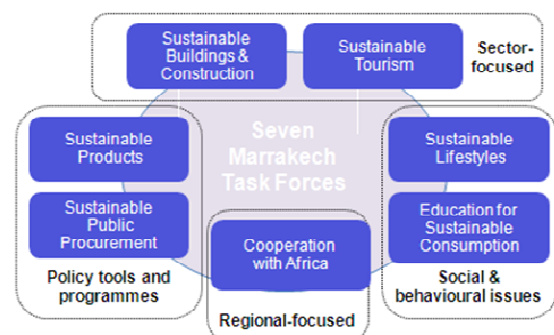 Sustainable
Buildings &
Construction
Sustainable
Tourism
Sector-
focused
Seven
Marrakech
Task Forces
Sustainable
Products
Sustainable
Public
Procurement
Policy tools and
programmes
Sustainable
Lifestyles
Education for
Sustainable
Consumption
Social &
behavioural issues
Cooperation
with Africa
Regional-focused